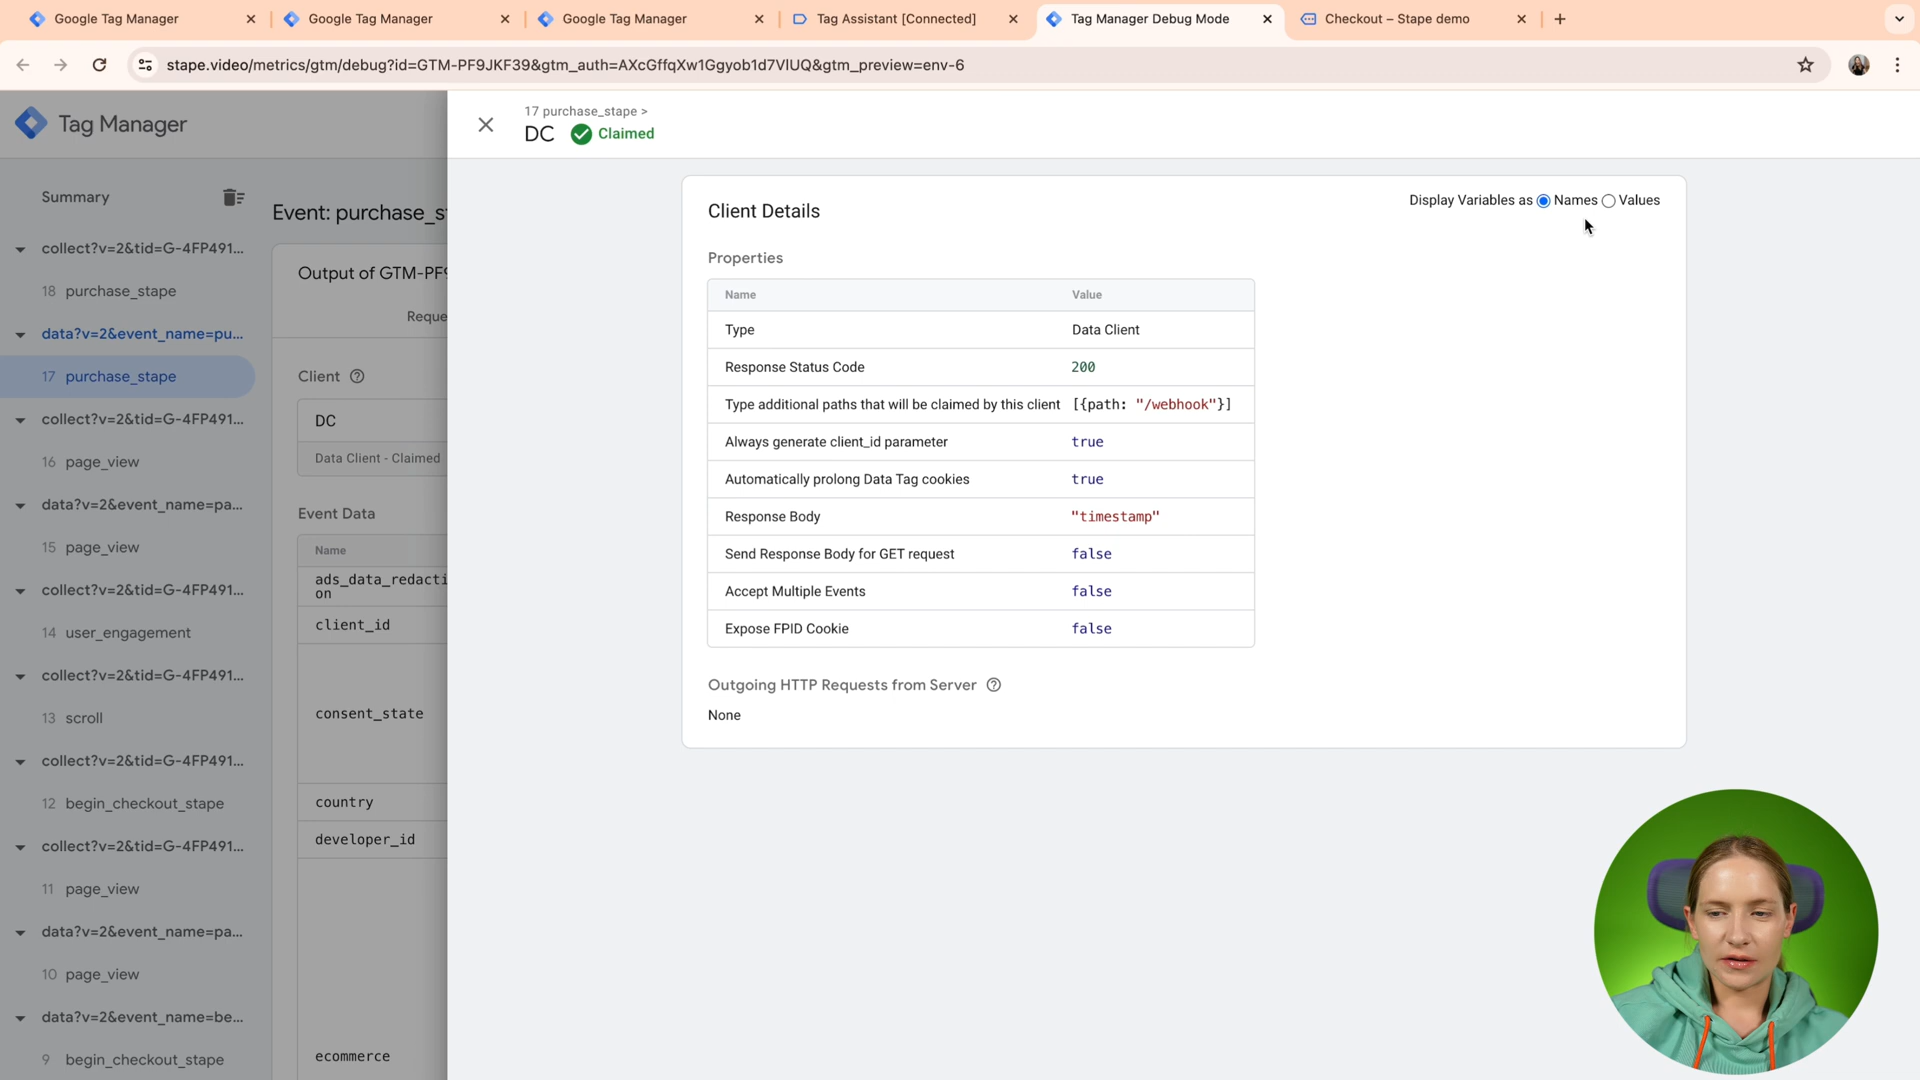 Google Tag Manager
Google Tag Manager
Google Tag Manager
Tag Assistant [Connected]
Tag Manager Debug Mode
Checkout – Stape demo
stape.video/metrics/gtm/debug?id=GTM-PF9JKF39&gtm_auth=AXcGffqXw1Ggyob1d7VlUQ&gtm_preview=env-6
Tag Manager
17 purchase_stape >
DC Claimed
Summary
collect?v=2&tid=G-4FP491...
18 purchase_stape
data?v=2&event_name=pu...
17 purchase_stape
collect?v=2&tid=G-4FP491...
16 page_view
data?v=2&event_name=pa...
15 page_view
collect?v=2&tid=G-4FP491...
14 user_engagement
collect?v=2&tid=G-4FP491...
13 scroll
collect?v=2&tid=G-4FP491...
12 begin_checkout_stape
collect?v=2&tid=G-4FP491...
11 page_view
data?v=2&event_name=pa...
10 page_view
data?v=2&event_name=be...
9 begin_checkout_stape
Event: purchase_s
Output of GTM-PF9
Reque
Client
DC
Data Client - Claimed
Event Data
Name
ads_data_redacti
on
client_id
consent_state
country
developer_id
ecommerce
Client Details
Display Variables as Names Values
Properties
Name Value
Type Data Client
Response Status Code 200
Type additional paths that will be claimed by this client [{path: "/webhook"}]
Always generate client_id parameter true
Automatically prolong Data Tag cookies true
Response Body "timestamp"
Send Response Body for GET request false
Accept Multiple Events false
Expose FPID Cookie false
Outgoing HTTP Requests from Server
None